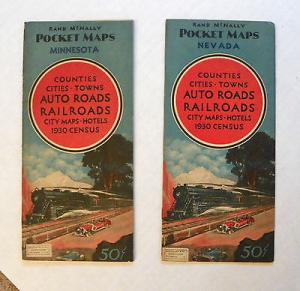 RAND McNALLY
POCKET MAPS
MINNESOTA
COUNTIES
CITIES · TOWNS
AUTO ROADS
RAILROADS
CITY MAPS · HOTELS
1930 CENSUS
50¢
RAND McNALLY
POCKET MAPS
NEVADA
COUNTIES
CITIES · TOWNS
AUTO ROADS
RAILROADS
CITY MAPS · HOTELS
1930 CENSUS
50¢